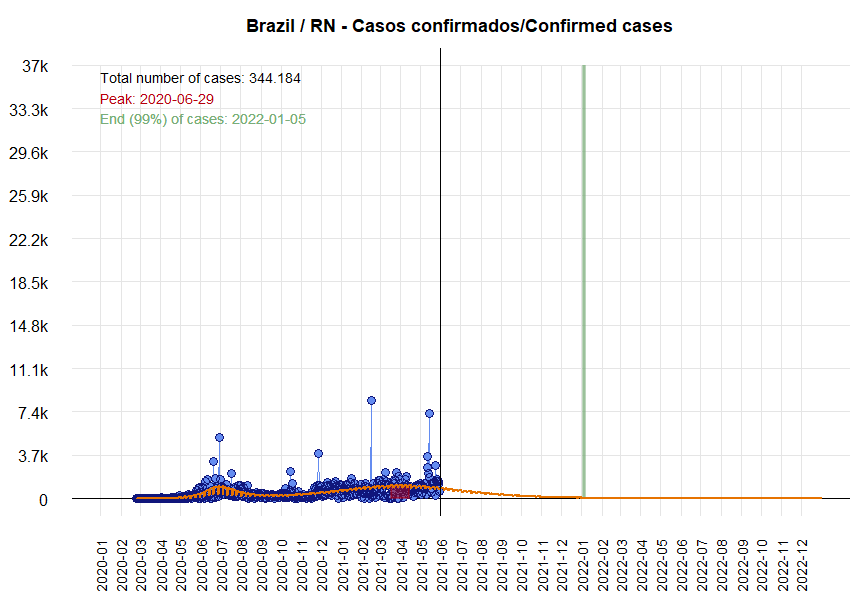 Brazil / RN - Casos confirmados/Confirmed cases
37k
33.3k
29.6k
25.9k
22.2k
18.5k
14.8k
11.1k
7.4k
3.7k
0
Total number of cases: 344.184
Peak: 2020-06-29
End (99%) of cases: 2022-01-05
2020-01
2020-02
2020-03
2020-04
2020-05
2020-06
2020-07
2020-08
2020-09
2020-10
2020-11
2020-12
2021-01
2021-02
2021-03
2021-04
2021-05
2021-06
2021-07
2021-08
2021-09
2021-10
2021-11
2021-12
2022-01
2022-02
2022-03
2022-04
2022-05
2022-06
2022-07
2022-08
2022-09
2022-10
2022-11
2022-12